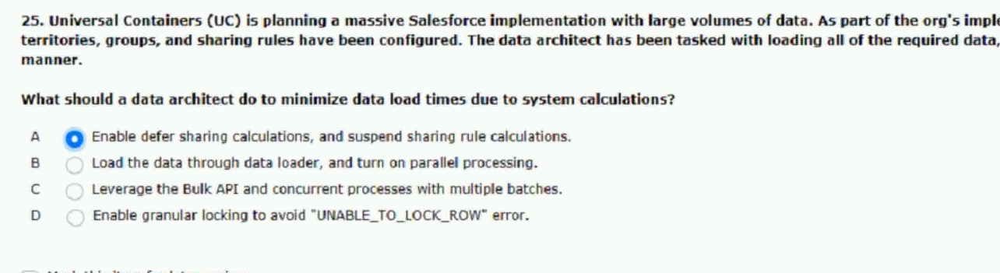 25. Universal Containers (UC) is planning a massive Salesforce implementation with large volumes of data. As part of the org's imple
territories, groups, and sharing rules have been configured. The data architect has been tasked with loading all of the required data,
manner.
What should a data architect do to minimize data load times due to system calculations?
A Enable defer sharing calculations, and suspend sharing rule calculations.
B Load the data through data loader, and turn on parallel processing.
C Leverage the Bulk API and concurrent processes with multiple batches.
D Enable granular locking to avoid "UNABLE_TO_LOCK_ROW" error.